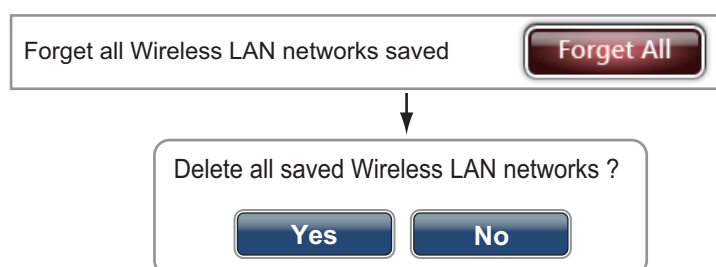 Forget all Wireless LAN networks saved
Forget All
Delete all saved Wireless LAN networks ?
Yes
No